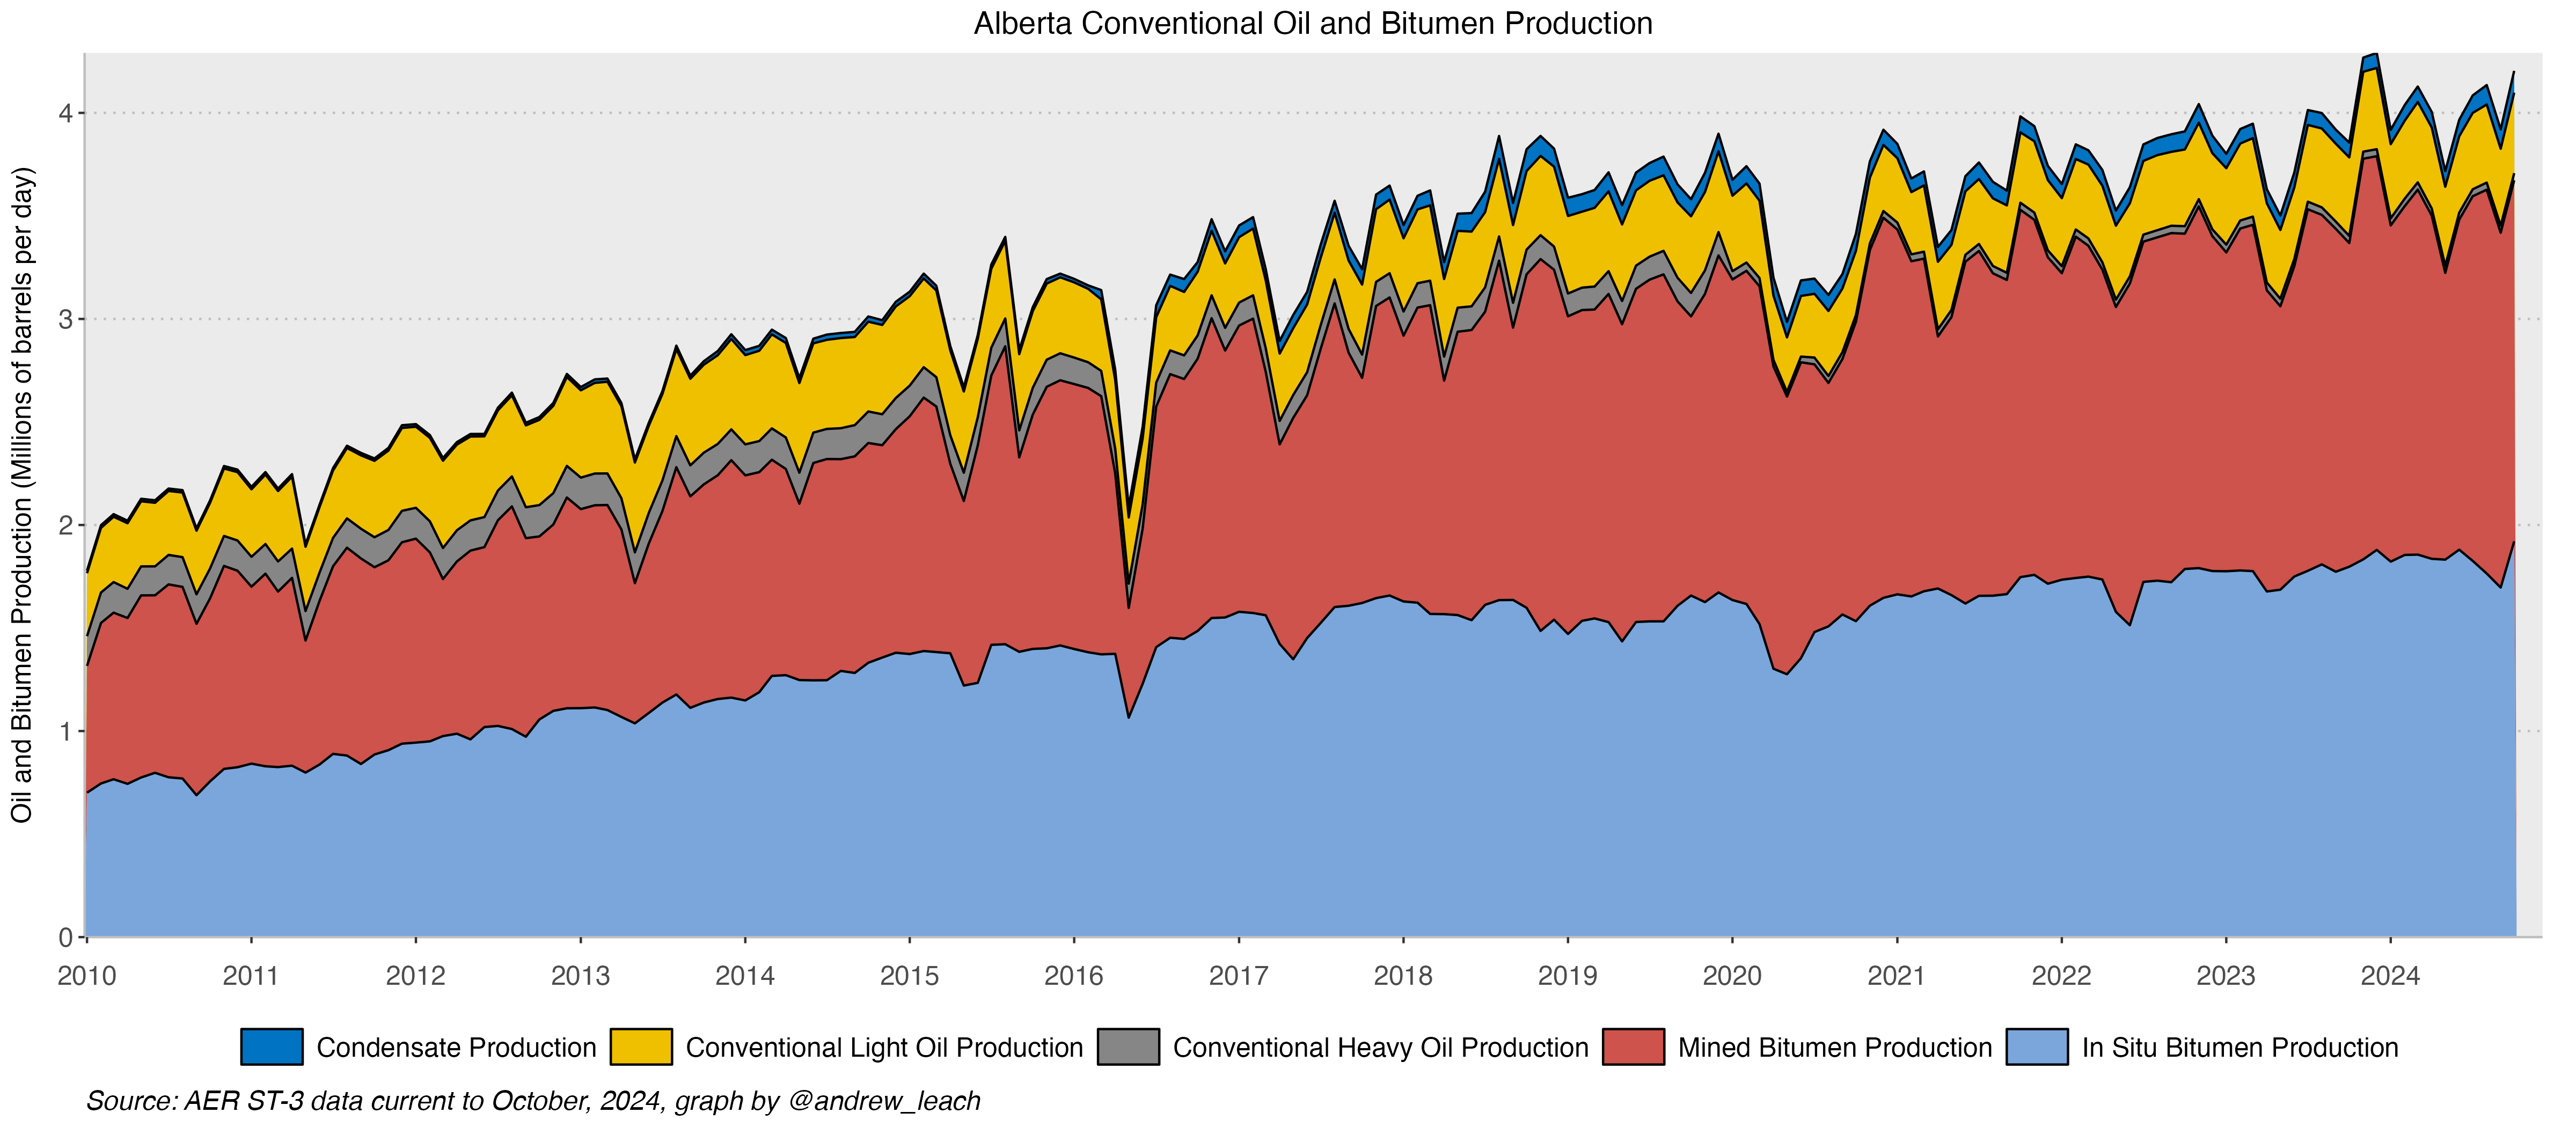 Alberta Conventional Oil and Bitumen Production
Oil and Bitumen Production (Millions of barrels per day)
4
3
2
1
0
2010 2011 2012 2013 2014 2015 2016 2017 2018 2019 2020 2021 2022 2023 2024
Condensate Production Conventional Light Oil Production Conventional Heavy Oil Production Mined Bitumen Production In Situ Bitumen Production
Source: AER ST-3 data current to October, 2024, graph by @andrew_leach